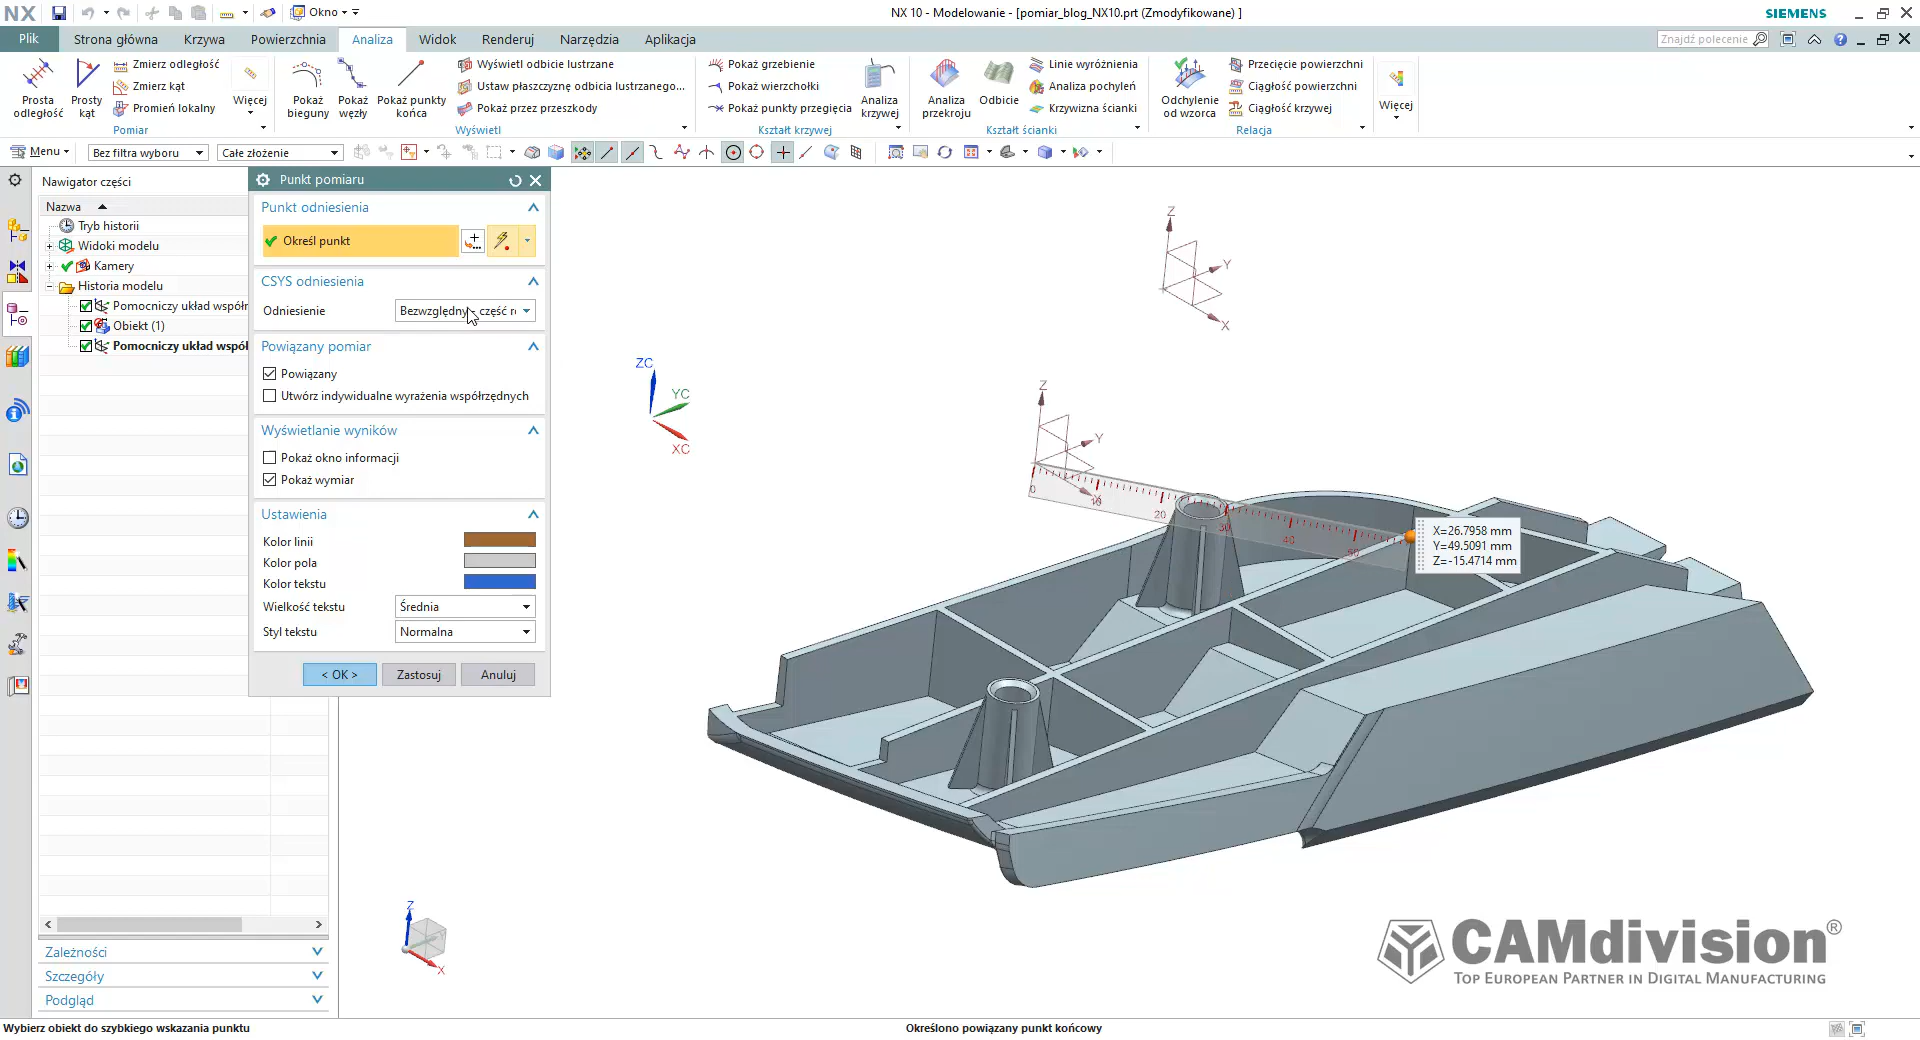 NX
Okno
NX 10 - Modelowanie - [pomiar_blog_NX10.prt (Zmodyfikowane) ]
SIEMENS
Plik
Strona główna
Krzywa
Powierzchnia
Analiza
Widok
Renderuj
Narzędzia
Aplikacja
Znajdź polecenie
Prosta odległość
Prosty kąt
Zmierz odległość
Zmierz kąt
Promień lokalny
Więcej
Pomiar
Pokaż bieguny
Pokaż węzły
Pokaż punkty końca
Wyświetl odbicie lustrzane
Ustaw płaszczyznę odbicia lustrzanego...
Pokaż przez przeszkody
Wyświetl
Pokaż grzebienie
Pokaż wierzchołki
Pokaż punkty przegięcia
Analiza krzywej
Kształt krzywej
Analiza przekroju
Odbicie
Linie wyróżnienia
Analiza pochyleń
Krzywizna ścianki
Kształt ścianki
Odchylenie od wzorca
Przecięcie powierzchni
Ciągłość powierzchni
Ciągłość krzywej
Relacja
Więcej
Menu
Bez filtra wyboru
Całe złożenie
Nawigator części
Nazwa
Tryb historii
Widoki modelu
Kamery
Historia modelu
Pomocniczy układ współr
Obiekt (1)
Pomocniczy układ współ
Zależności
Szczegóły
Podgląd
Punkt pomiaru
Punkt odniesienia
Określ punkt
CSYS odniesienia
Odniesienie
Bezwzględny - część r
Powiązany pomiar
Powiązany
Utwórz indywidualne wyrażenia współrzędnych
Wyświetlanie wyników
Pokaż okno informacji
Pokaż wymiar
Ustawienia
Kolor linii
Kolor pola
Kolor tekstu
Wielkość tekstu
Średnia
Styl tekstu
Normalna
< OK >
Zastosuj
Anuluj
Z
Y
X
ZC
YC
XC
Z
Y
X
0
10
20
30
40
50
X=26.7958 mm
Y=49.5091 mm
Z=-15.4714 mm
Z
X
CAMdivision®
TOP EUROPEAN PARTNER IN DIGITAL MANUFACTURING
Wybierz obiekt do szybkiego wskazania punktu
Określono powiązany punkt końcowy